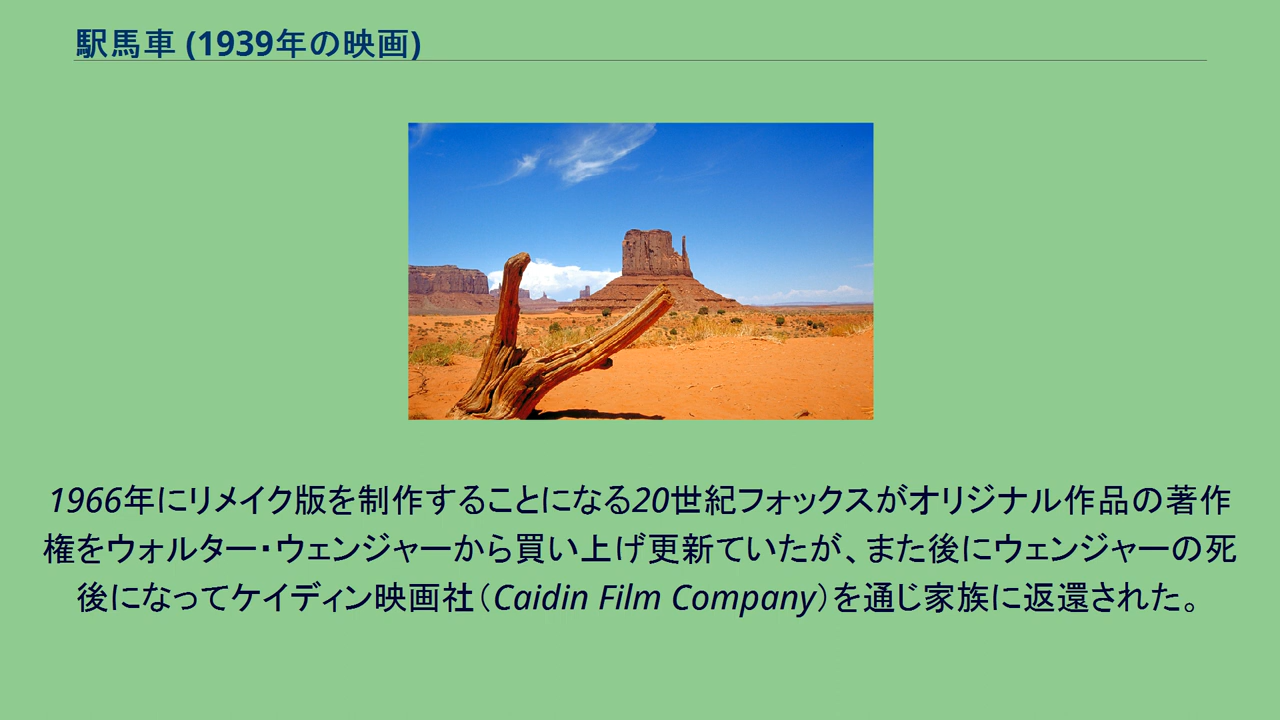 駅馬車 (1939年の映画)
1966年にリメイク版を制作することになる20世紀フォックスがオリジナル作品の著作
権をウォルター・ウェンジャーから買い上げ更新ていたが、また後にウェンジャーの死
後になってケイディン映画社（Caidin Film Company）を通じ家族に返還された。